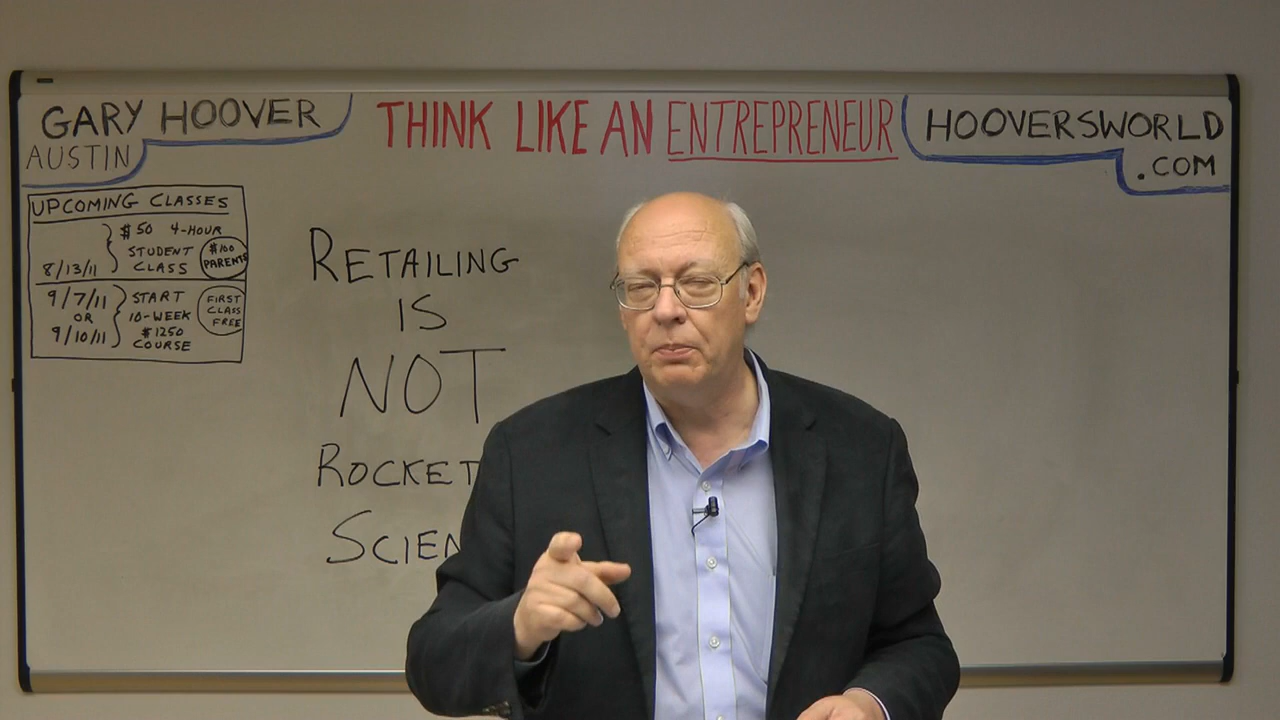 GARY HOOVER
AUSTIN
THINK LIKE AN ENTREPRENEUR
HOOVERSWORLD
.COM
UPCOMING CLASSES
8/13/11
$50 4-HOUR
STUDENT
CLASS
$100
PARENTS
9/7/11
OR
9/10/11
START
10-WEEK
$1250
COURSE
FIRST
CLASS
FREE
RETAILING
IS
NOT
ROCKET
SCIEN